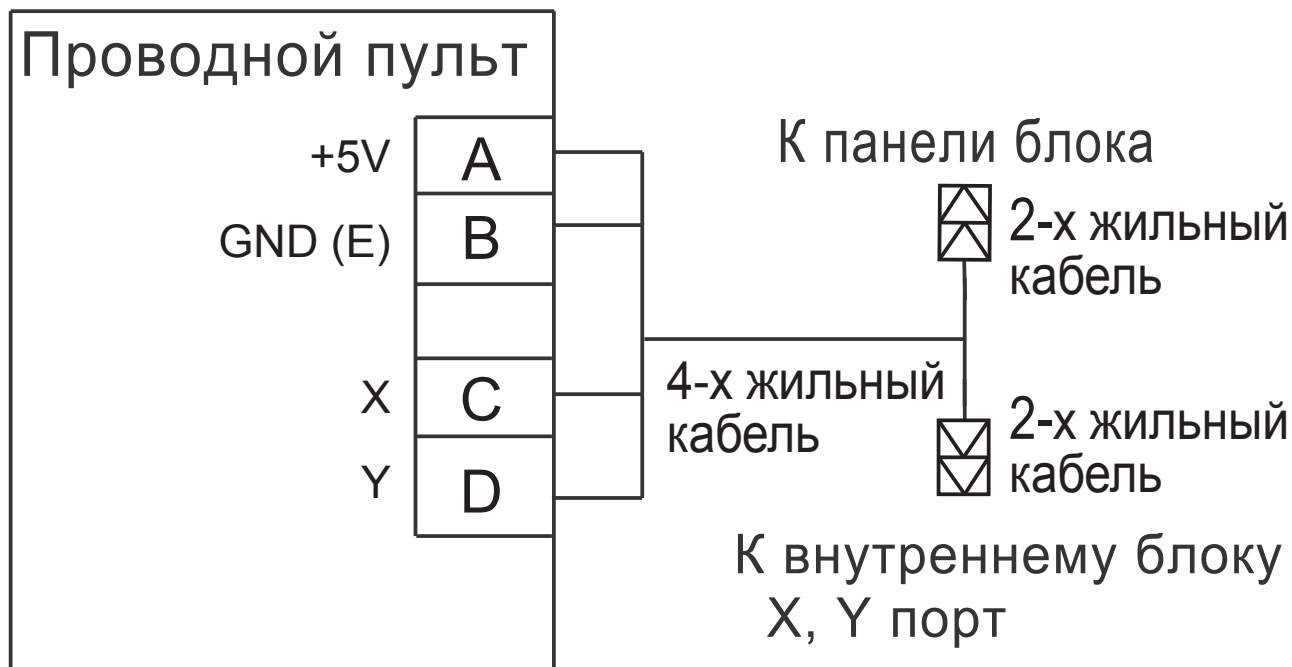 Проводной пульт
+5V
A
GND (E)
B
X
C
Y
D
К панели блока
2-х жильный
кабель
4-х жильный
кабель
2-х жильный
кабель
К внутреннему блоку
X, Y порт